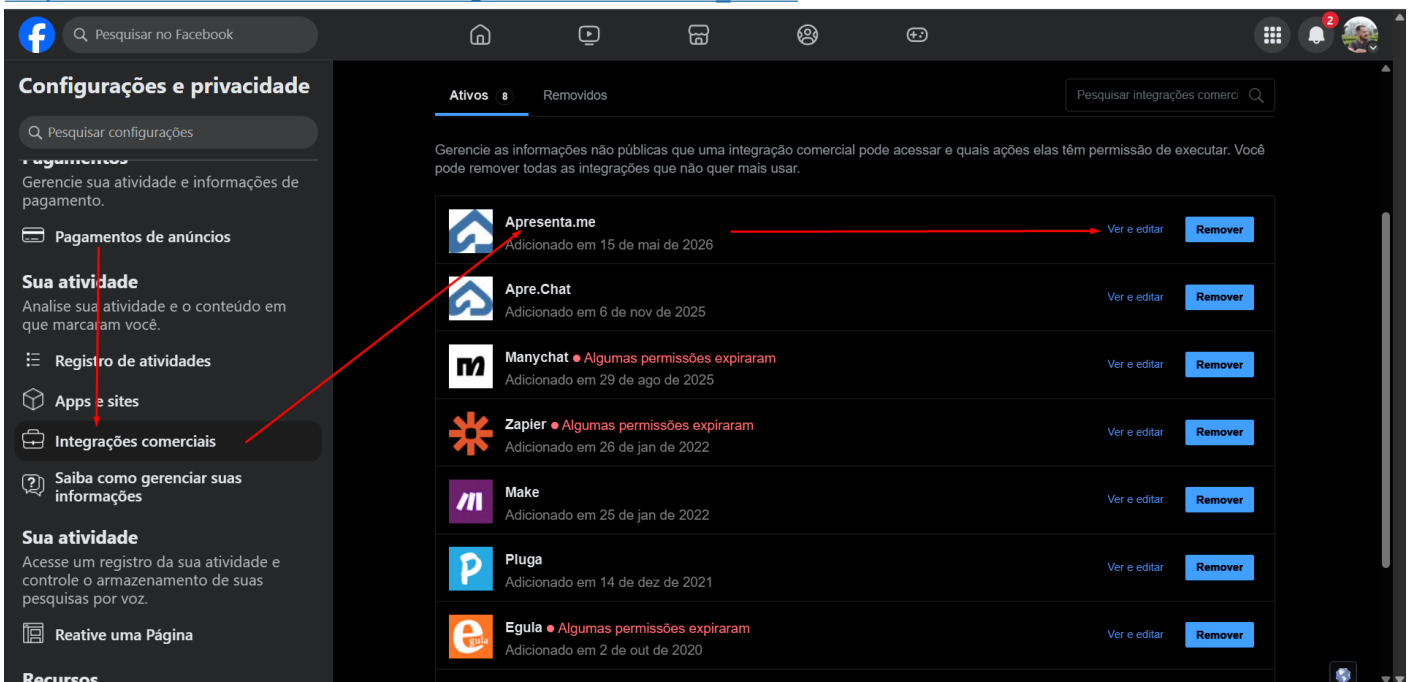 Pesquisar no Facebook
2
Configurações e privacidade
Pesquisar configurações
Pagamentos
Gerencie sua atividade e informações de
pagamento.
Pagamentos de anúncios
Sua atividade
Analise sua atividade e o conteúdo em
que marcaram você.
Registro de atividades
Apps e sites
Integrações comerciais
Saiba como gerenciar suas
informações
Sua atividade
Acesse um registro da sua atividade e
controle o armazenamento de suas
pesquisas por voz.
Reative uma Página
Recursos
Ativos 8 Removidos
Pesquisar integrações comerci
Gerencie as informações não públicas que uma integração comercial pode acessar e quais ações elas têm permissão de executar. Você
pode remover todas as integrações que não quer mais usar.
Apresenta.me
Adicionado em 15 de mai de 2026
Ver e editar Remover
Apre.Chat
Adicionado em 6 de nov de 2025
Ver e editar Remover
m
Manychat ● Algumas permissões expiraram
Adicionado em 29 de ago de 2025
Ver e editar Remover
Zapier ● Algumas permissões expiraram
Adicionado em 26 de jan de 2022
Ver e editar Remover
Make
Adicionado em 25 de jan de 2022
Ver e editar Remover
P
Pluga
Adicionado em 14 de dez de 2021
Ver e editar Remover
egula
Egula ● Algumas permissões expiraram
Adicionado em 2 de out de 2020
Ver e editar Remover